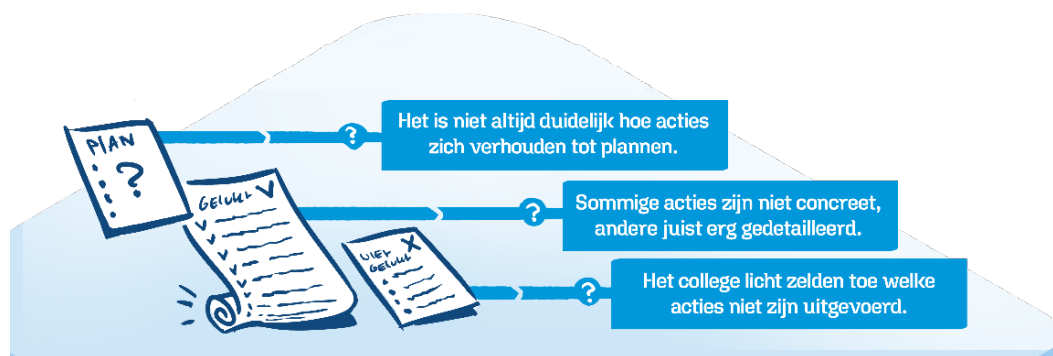 PLAN
?
Het is niet altijd duidelijk hoe acties
zich verhouden tot plannen.
?
GELUKT
Sommige acties zijn niet concreet,
andere juist erg gedetailleerd.
?
NIET
GELUKT
Het college licht zelden toe welke
acties niet zijn uitgevoerd.
?